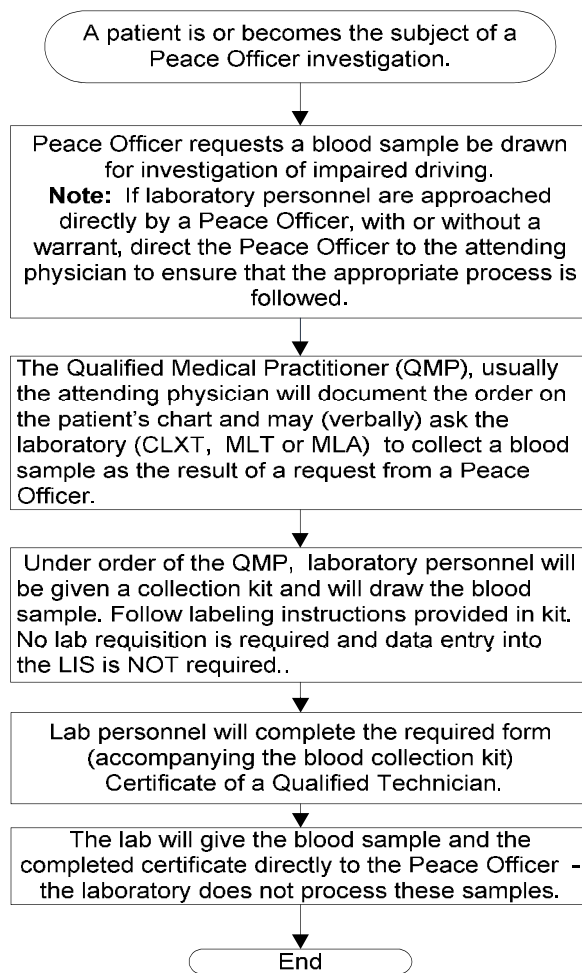 A patient is or becomes the subject of a
Peace Officer investigation.
Peace Officer requests a blood sample be drawn
for investigation of impaired driving.
Note: If laboratory personnel are approached
directly by a Peace Officer, with or without a
warrant, direct the Peace Officer to the attending
physician to ensure that the appropriate process is
followed.
The Qualified Medical Practitioner (QMP), usually
the attending physician will document the order on
the patient's chart and may (verbally) ask the
laboratory (CLXT, MLT or MLA) to collect a blood
sample as the result of a request from a Peace
Officer.
Under order of the QMP, laboratory personnel will
be given a collection kit and will draw the blood
sample. Follow labeling instructions provided in kit.
No lab requisition is required and data entry into
the LIS is NOT required..
Lab personnel will complete the required form
(accompanying the blood collection kit)
Certificate of a Qualified Technician.
The lab will give the blood sample and the
completed certificate directly to the Peace Officer -
the laboratory does not process these samples.
End